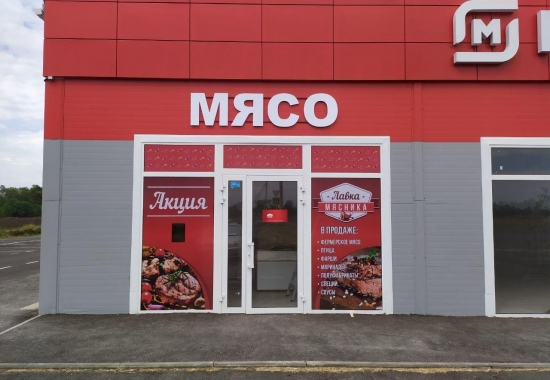 М
МЯСО
Акция
Лавка
МЯСНИКА
В ПРОДАЖЕ:
• ФЕРМЕРСКОЕ МЯСО
• ПТИЦА
• ФАРШИ
• МАРИНАДЫ
• ПОЛУФАБРИКАТЫ
• СПЕЦИИ
• СОУСЫ